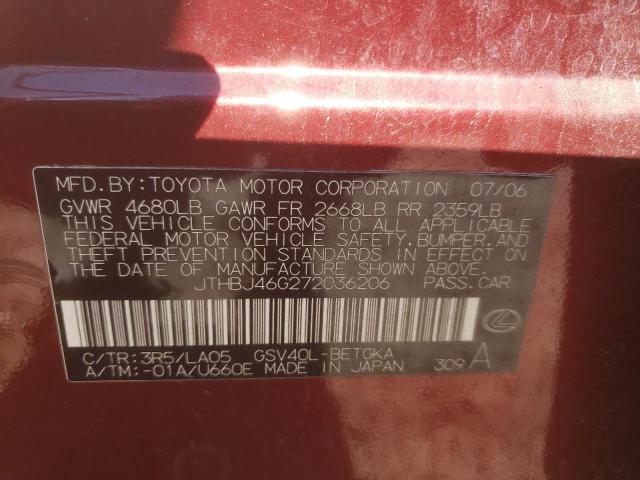 MFD. BY: TOYOTA MOTOR CORPORATION 07/06
GVWR 4680LB GAWR FR 2668LB RR 2359LB
THIS VEHICLE CONFORMS TO ALL APPLICABLE
FEDERAL MOTOR VEHICLE SAFETY, BUMPER, AND
THEFT PREVENTION STANDARDS IN EFFECT ON
THE DATE OF MANUFACTURE SHOWN ABOVE.
JTHBJ46G272036206 PASS. CAR
C/TR: 3R5/LA05 GSV40L-BETGKA
A/TM: -01A/U660E MADE IN JAPAN 309 A